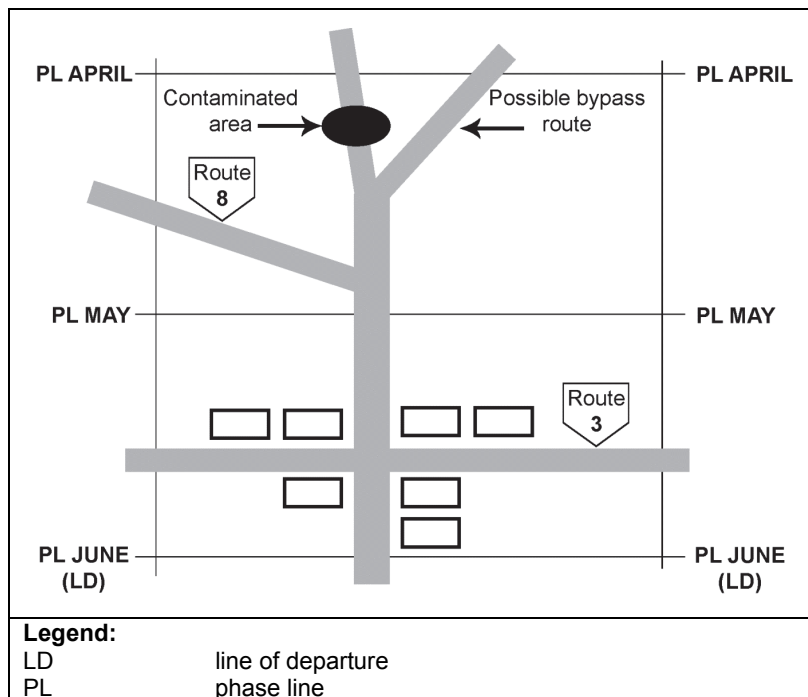 PL APRIL
PL APRIL
Contaminated
area
Possible bypass
route
Route
8
PL MAY
PL MAY
Route
3
PL JUNE
(LD)
PL JUNE
(LD)
Legend:
LD line of departure
PL phase line